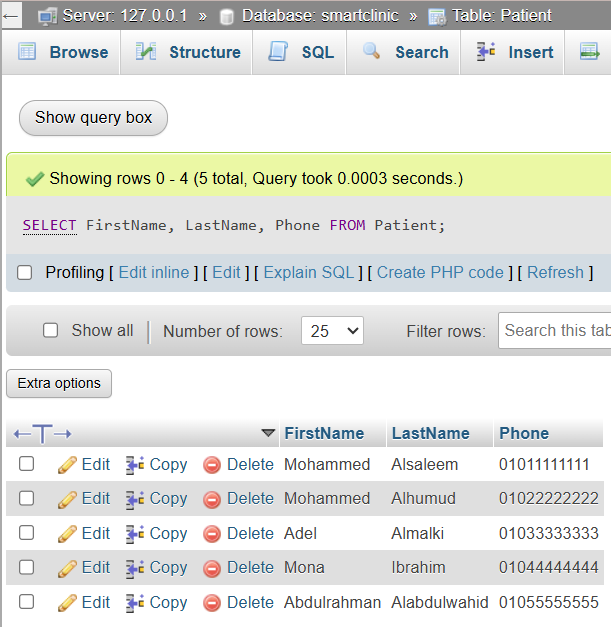 ← Server: 127.0.0.1 » Database: smartclinic » Table: Patient
Browse Structure SQL Search Insert
Show query box
Showing rows 0 - 4 (5 total, Query took 0.0003 seconds.)
SELECT FirstName, LastName, Phone FROM Patient;
Profiling [ Edit inline ] [ Edit ] [ Explain SQL ] [ Create PHP code ] [ Refresh ]
Show all | Number of rows: 25 Filter rows: Search this tab
Extra options
←T→ FirstName LastName Phone
Edit Copy Delete Mohammed Alsaleem 01011111111
Edit Copy Delete Mohammed Alhumud 01022222222
Edit Copy Delete Adel Almalki 01033333333
Edit Copy Delete Mona Ibrahim 01044444444
Edit Copy Delete Abdulrahman Alabdulwahid 01055555555